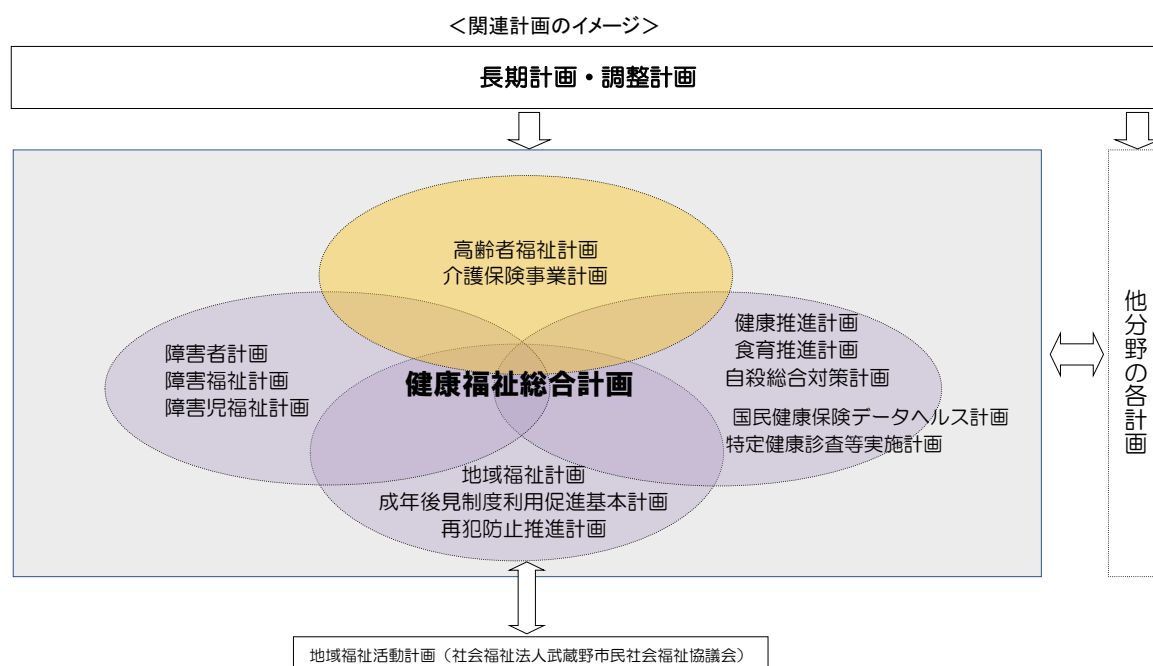 ＜関連計画のイメージ＞
長期計画・調整計画
高齢者福祉計画
介護保険事業計画
障害者計画
障害福祉計画
障害児福祉計画
健康福祉総合計画
健康推進計画
食育推進計画
自殺総合対策計画
国民健康保険データヘルス計画
特定健康診査等実施計画
地域福祉計画
成年後見制度利用促進基本計画
再犯防止推進計画
他分野の各計画
地域福祉活動計画（社会福祉法人武蔵野市民社会福祉協議会）